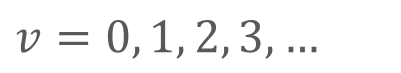 v = 0, 1, 2, 3, ...